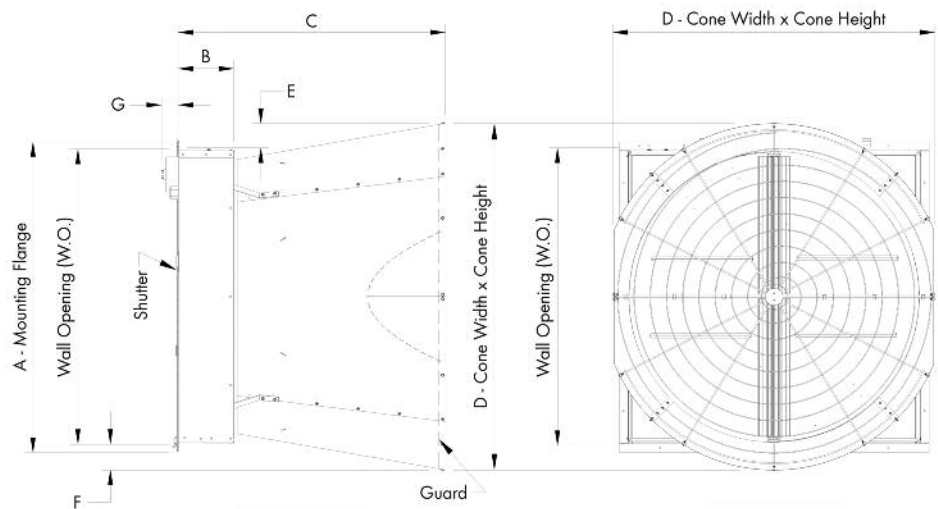 C
D - Cone Width x Cone Height
B
G
E
A - Mounting Flange
Wall Opening (W.O.)
Shutter
D - Cone Width x Cone Height
Wall Opening (W.O.)
F
Guard